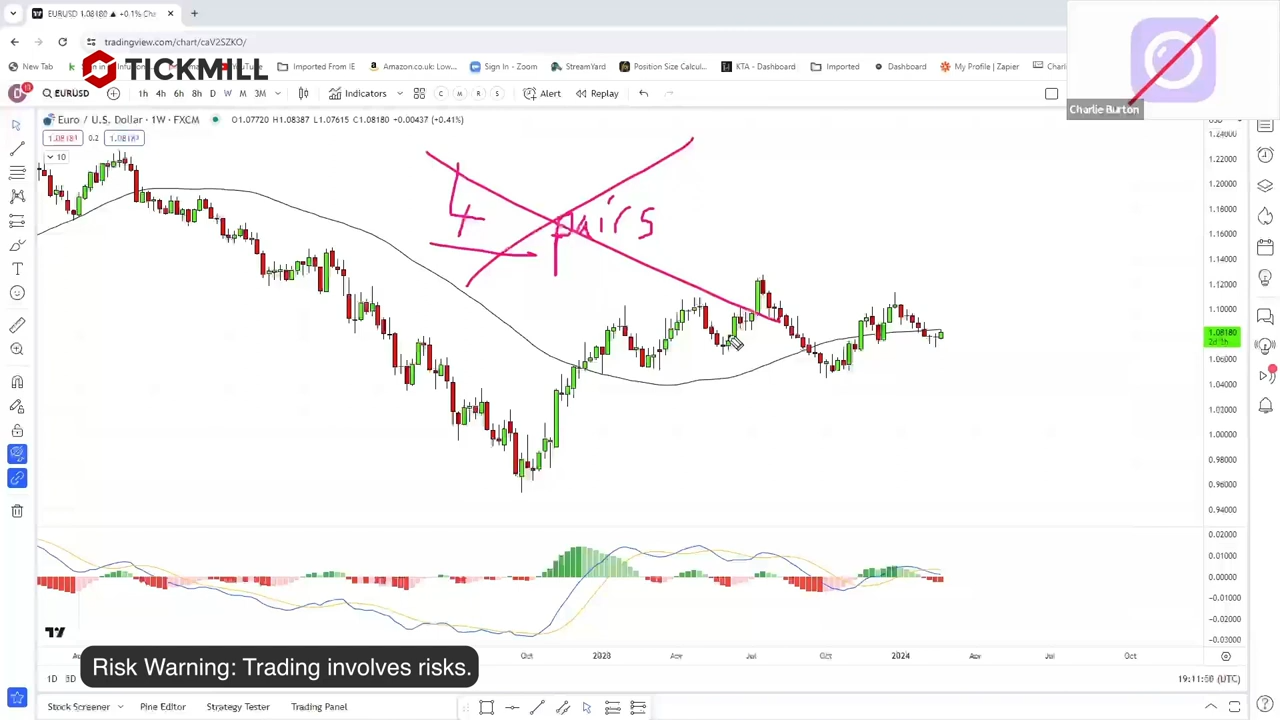 EURUSD 1.08180 ▲ +0.1% Cha
tradingview.com/chart/caV2SZKO/
New Tab
Imported From IE
Amazon.co.uk: Low...
Sign In - Zoom
StreamYard
Position Size Calcul...
KTA - Dashboard
Imported
Dashboard
My Profile | Zapier
TICKMILL
Charlie Burton
EURUSD
1h 4h 6h 8h D W M 3M
Indicators
C M R S
Alert
Replay
Euro / U.S. Dollar · 1W · FXCM
O1.07720 H1.08387 L1.07615 C1.08180
0.2
10
4 pairs
1.24000
1.22000
1.20000
1.18000
1.16000
1.14000
1.12000
1.10000
1.08180
1.06000
1.04000
1.02000
1.00000
0.98000
0.96000
0.94000
0.02000
0.01000
0.00000
−0.01000
−0.02000
−0.03000
Oct
Apr
Jul
Oct
2024
Apr
Jul
Oct
Risk Warning: Trading involves risks.
1D
19:11:50 (UTC)
Stock Screener
Pine Editor
Strategy Tester
Trading Panel